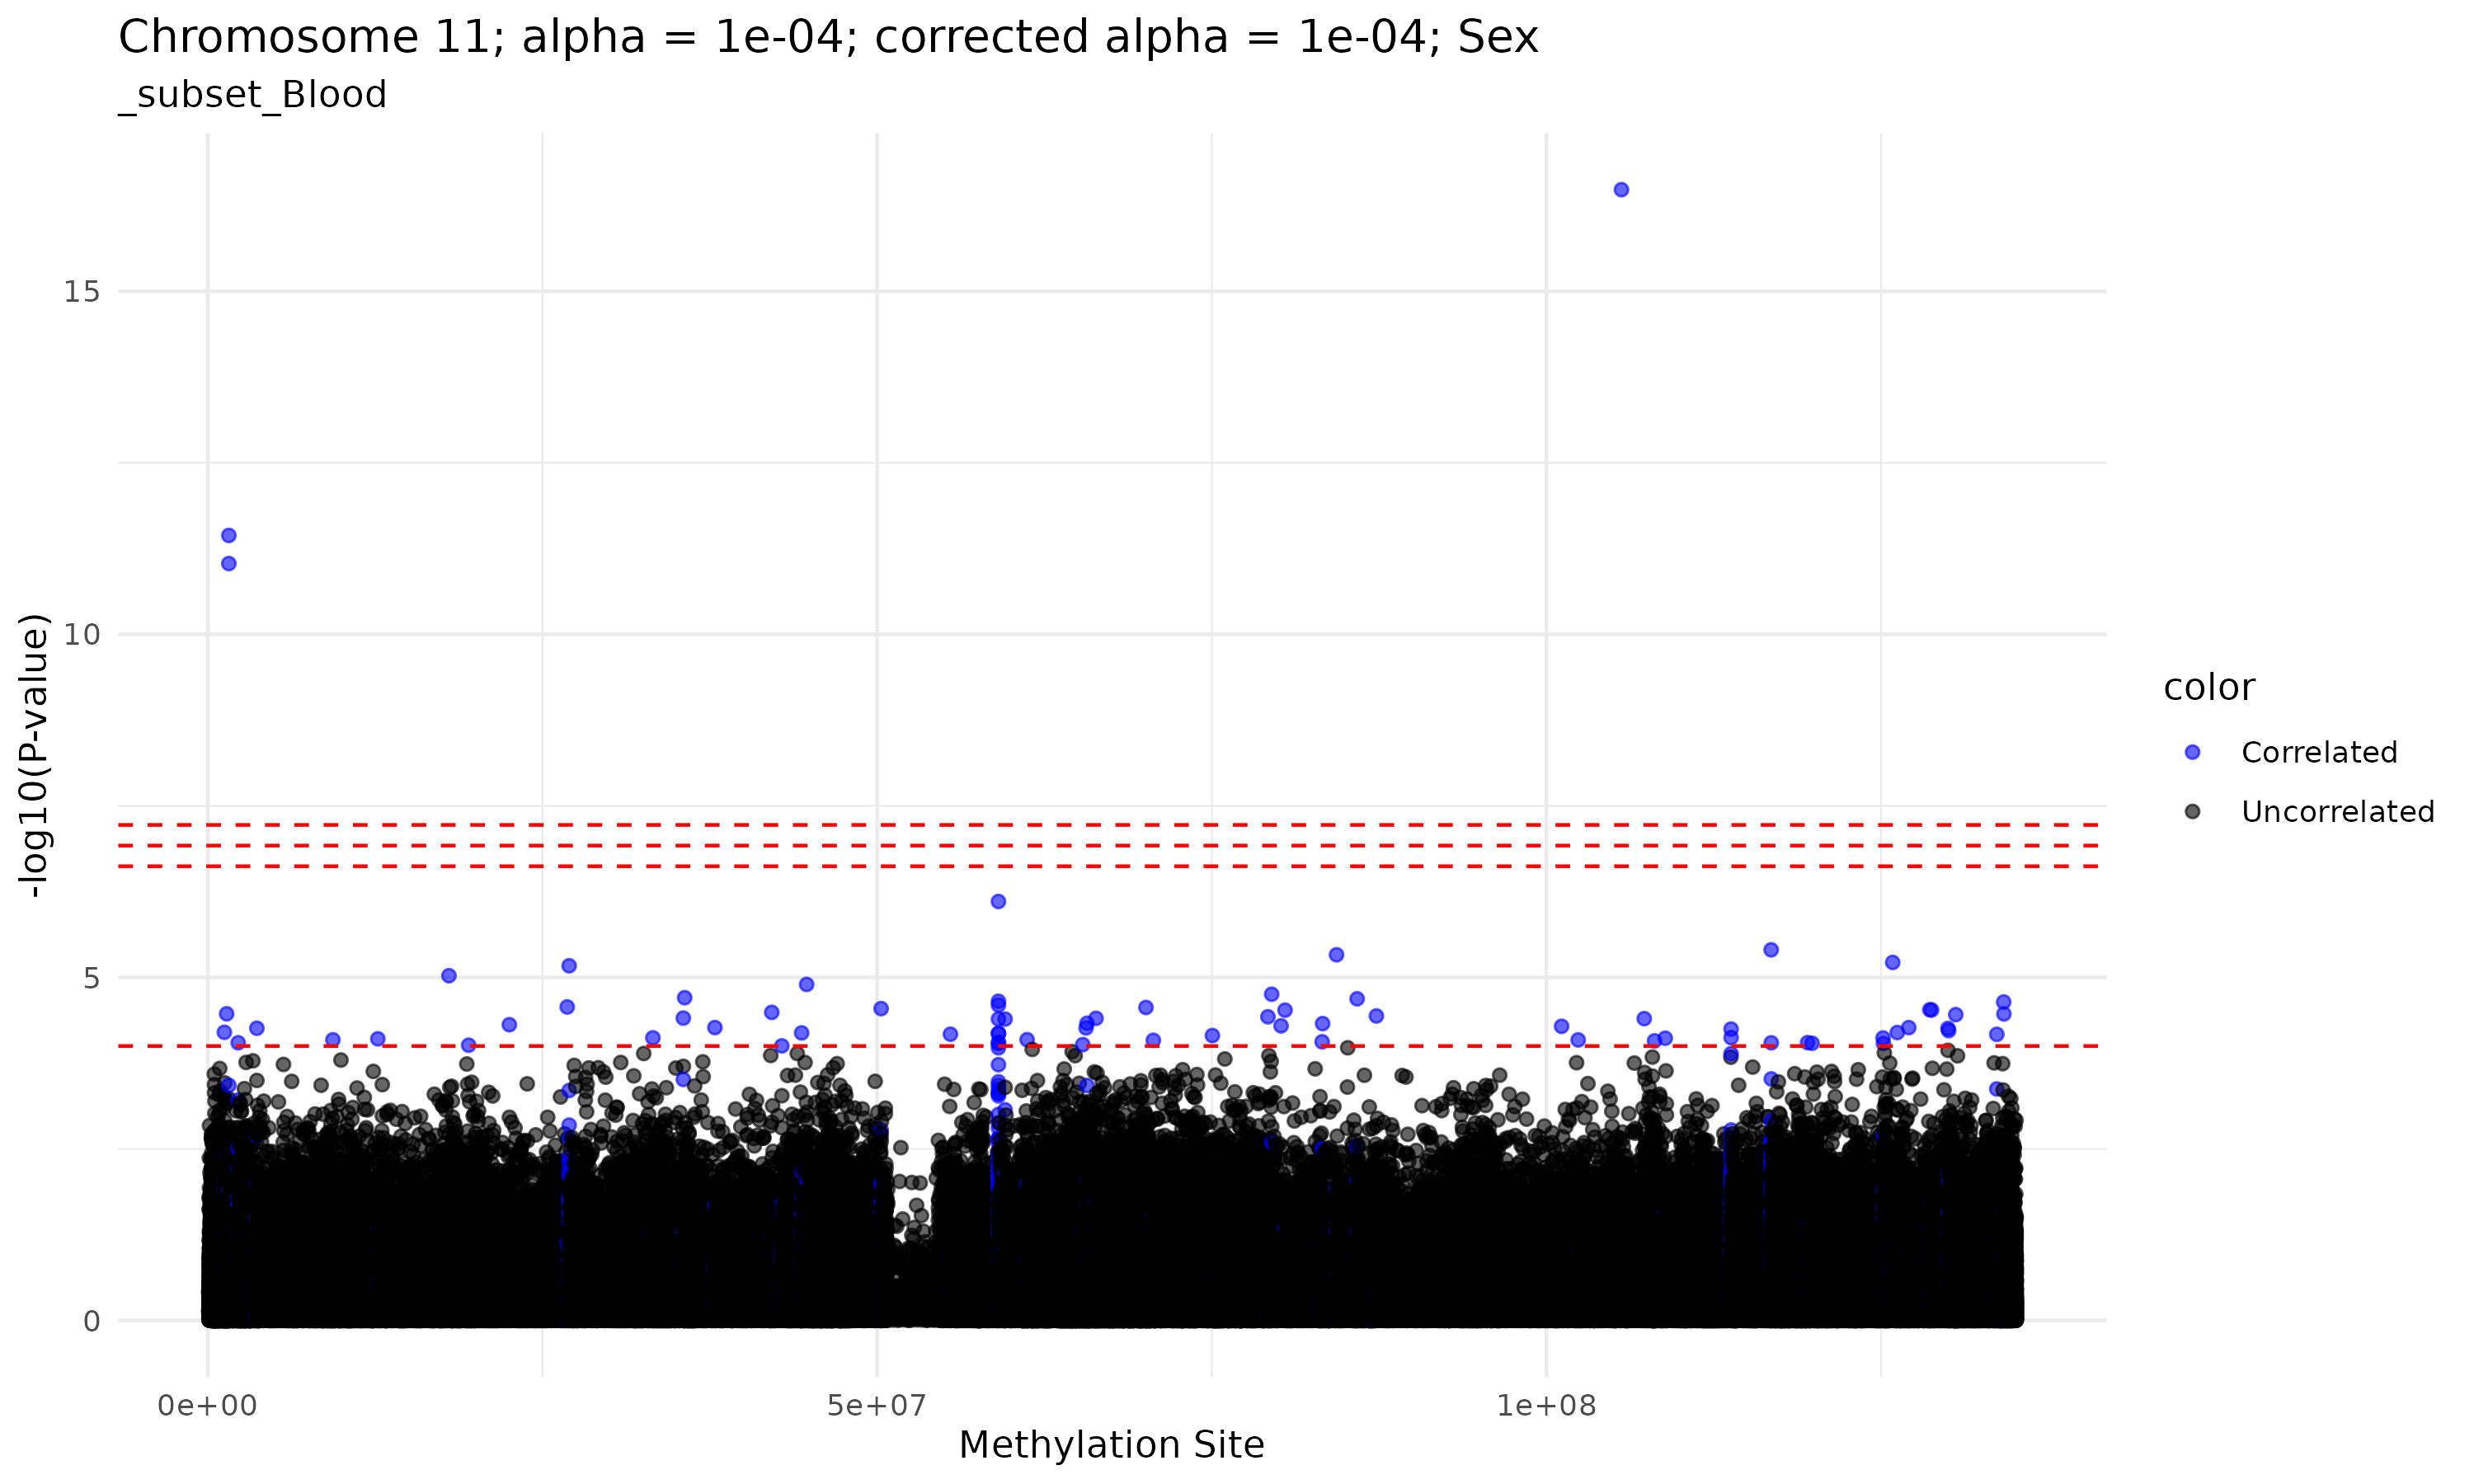 Chromosome 11; alpha = 1e-04; corrected alpha = 1e-04; Sex
_subset_Blood
-log10(P-value)
15
10
5
0
0e+00
5e+07
1e+08
Methylation Site
color
Correlated
Uncorrelated